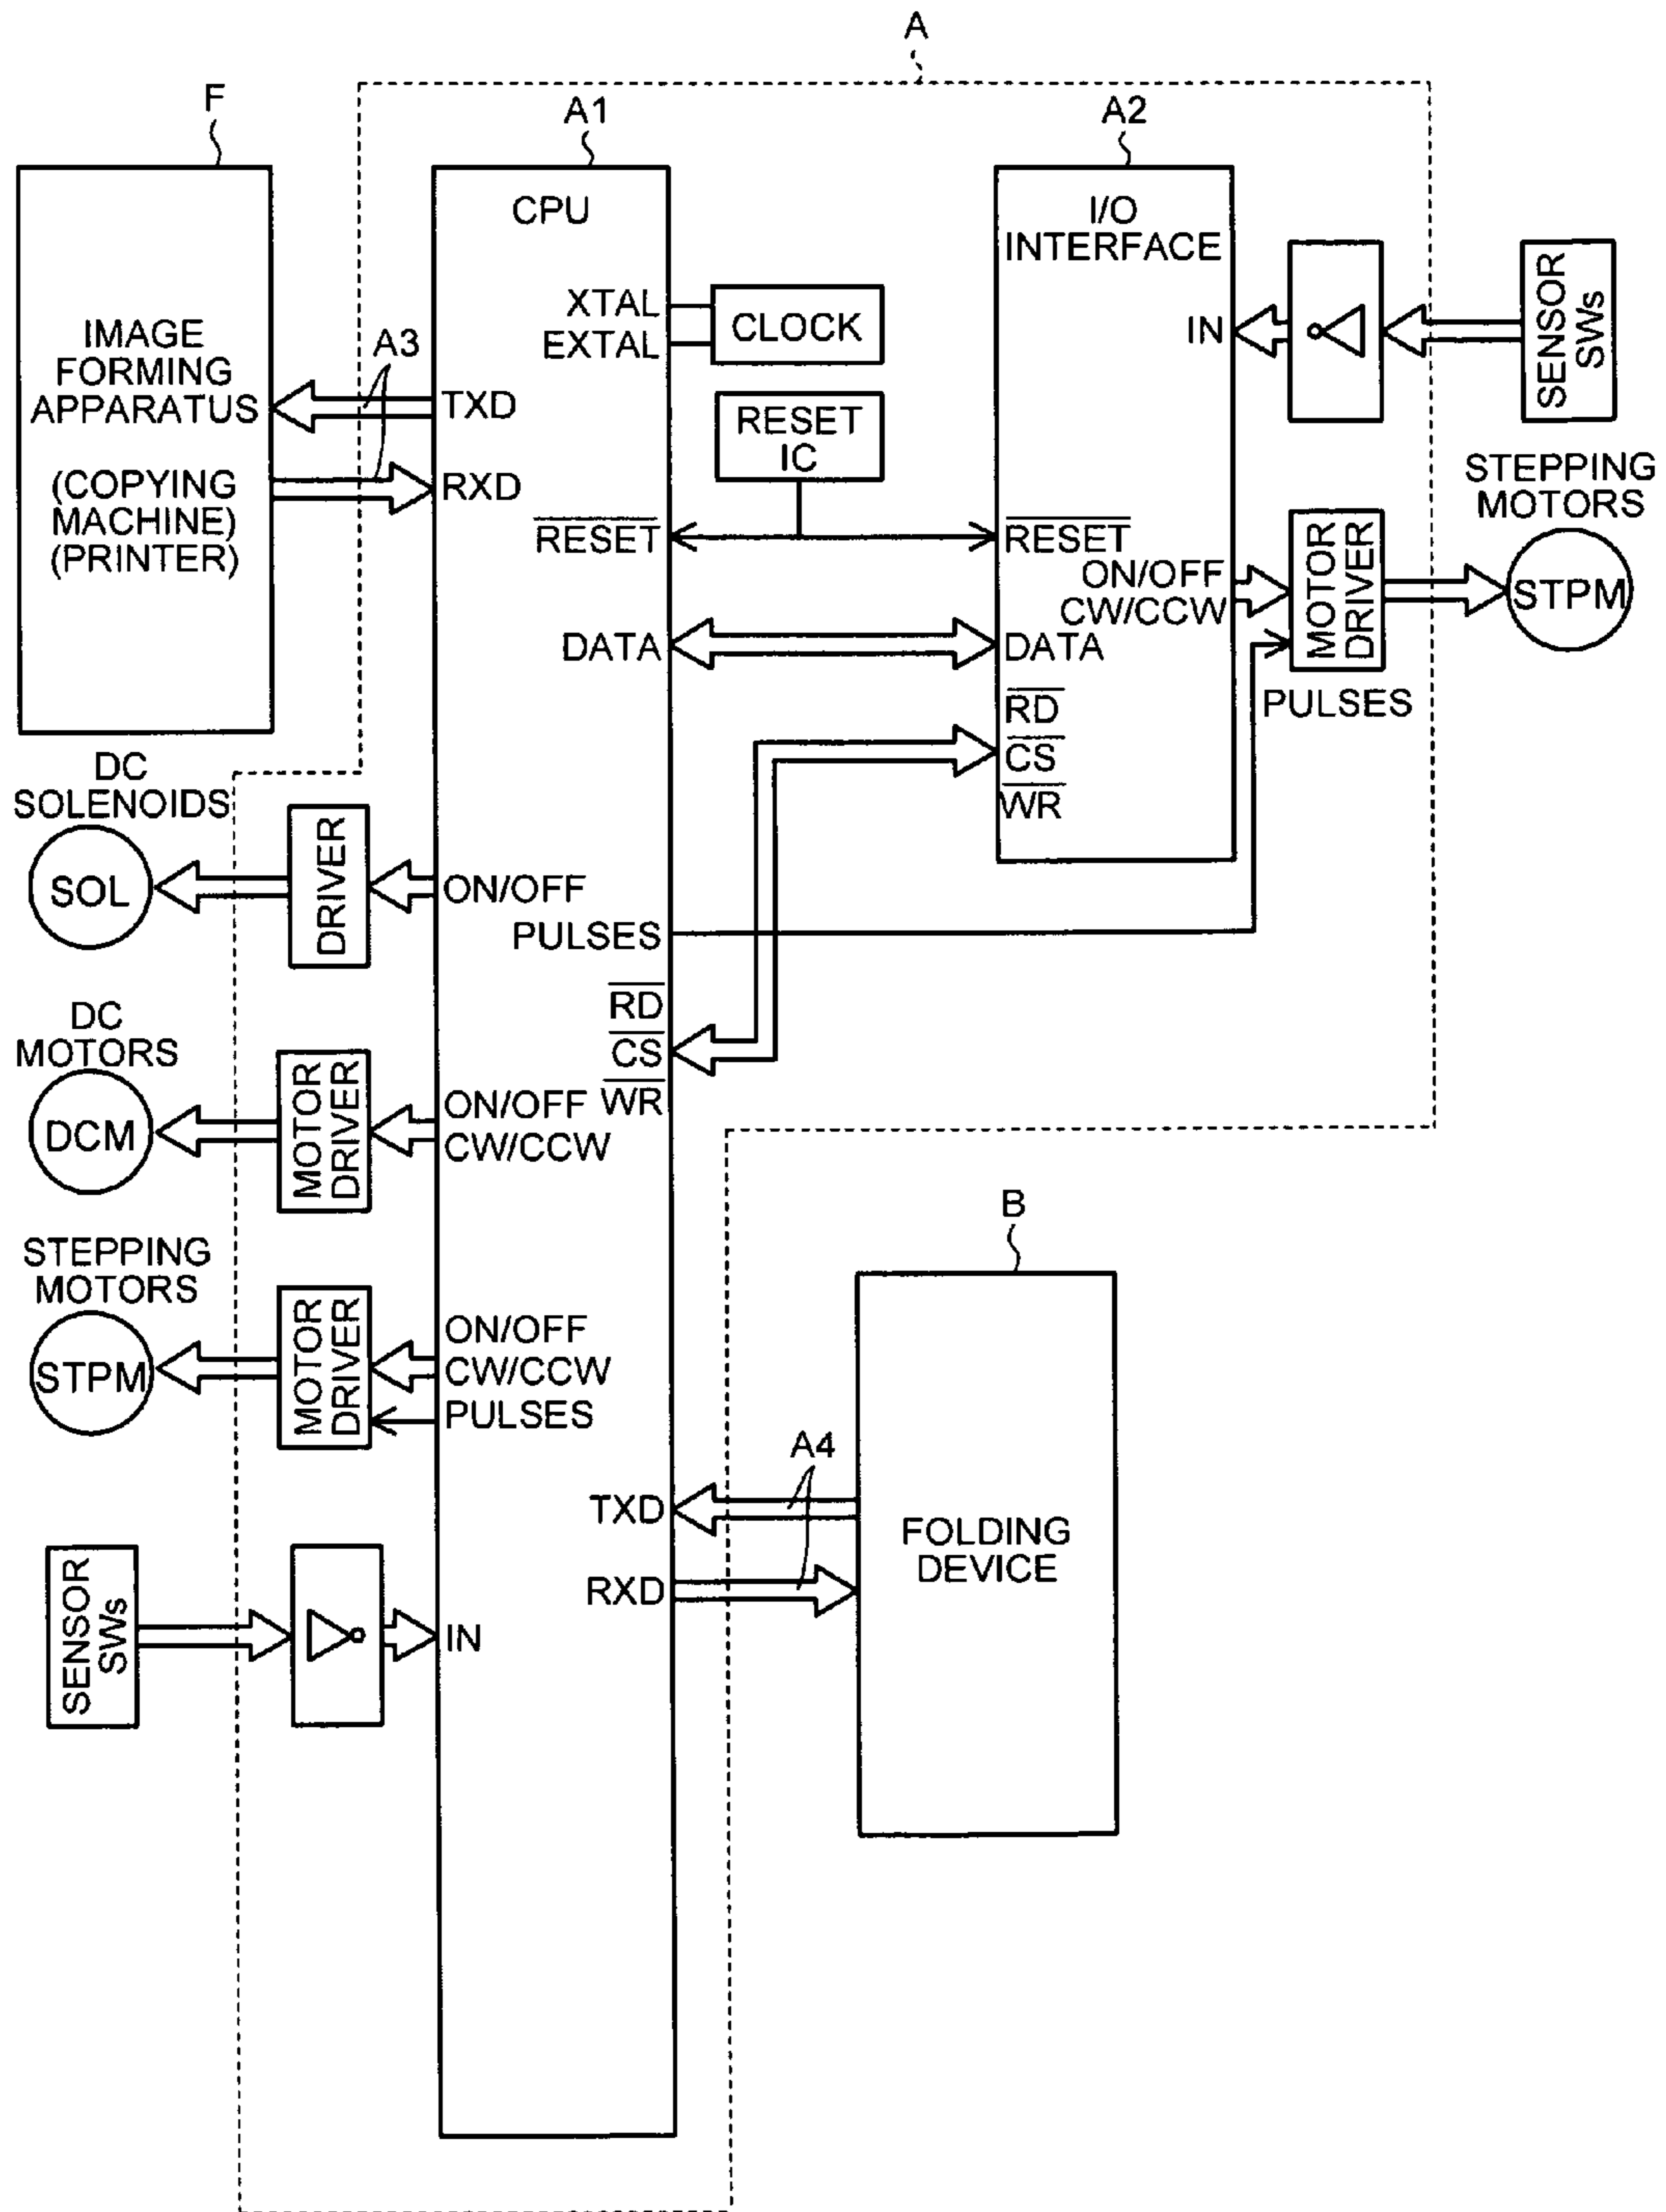 A
F
A1
A2
CPU
I/O
INTERFACE
XTAL
EXTAL
CLOCK
IN
SENSOR
SWs
IMAGE
FORMING
APPARATUS
(COPYING
MACHINE)
(PRINTER)
A3
TXD
RXD
RESET
IC
RESET
RESET
STEPPING
MOTORS
ON/OFF
CW/CCW
MOTOR
DRIVER
STPM
DATA
DATA
PULSES
RD
CS
WR
DC
SOLENOIDS
SOL
DRIVER
ON/OFF
PULSES
RD
CS
WR
DC
MOTORS
DCM
MOTOR
DRIVER
ON/OFF
CW/CCW
B
STEPPING
MOTORS
STPM
MOTOR
DRIVER
ON/OFF
CW/CCW
PULSES
A4
TXD
RXD
FOLDING
DEVICE
SENSOR
SWs
IN